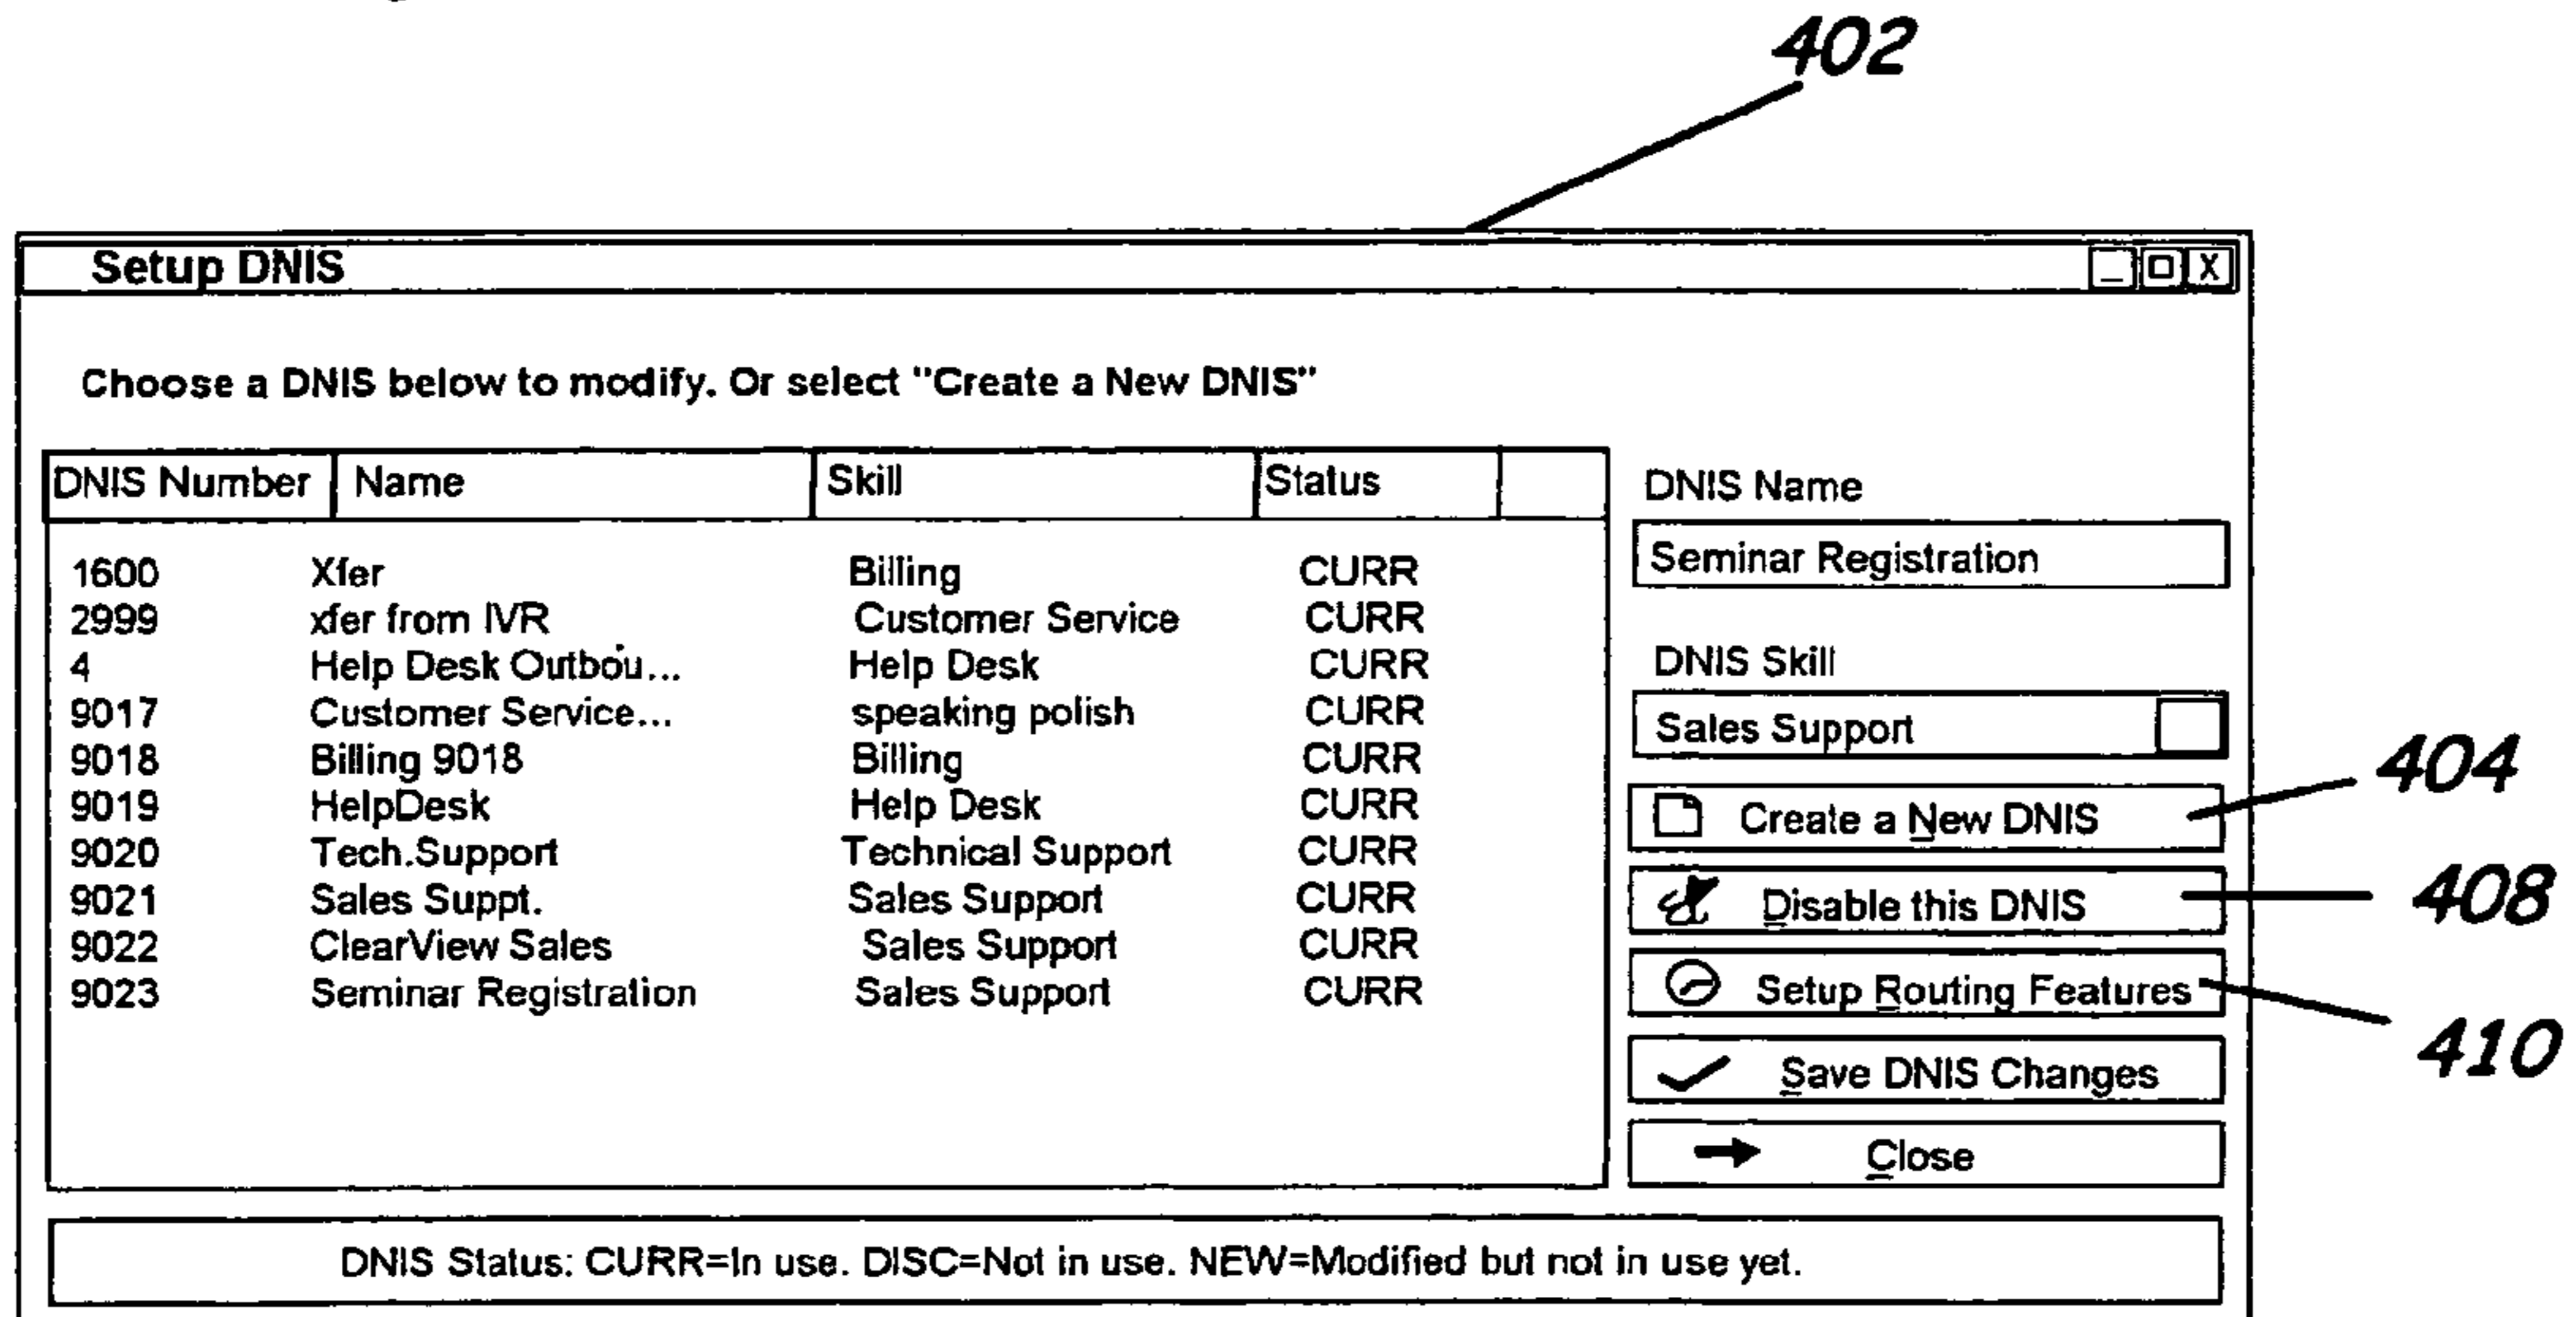 402
Setup DNIS
_ X
Choose a DNIS below to modify. Or select "Create a New DNIS"
DNIS Number Name Skill Status
1600 Xfer Billing CURR
2999 xfer from IVR Customer Service CURR
4 Help Desk Outbou... Help Desk CURR
9017 Customer Service... speaking polish CURR
9018 Billing 9018 Billing CURR
9019 HelpDesk Help Desk CURR
9020 Tech.Support Technical Support CURR
9021 Sales Suppt. Sales Support CURR
9022 ClearView Sales Sales Support CURR
9023 Seminar Registration Sales Support CURR
DNIS Name
Seminar Registration
DNIS Skill
Sales Support
Create a New DNIS 404
Disable this DNIS 408
Setup Routing Features 410
Save DNIS Changes
Close
DNIS Status: CURR=In use. DISC=Not in use. NEW=Modified but not in use yet.